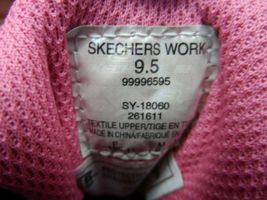 SKECHERS WORK
9.5
99996595
SY-18060
261611
TEXTILE UPPER/TIGE EN
MADE IN CHINA/FABRIQUE EN